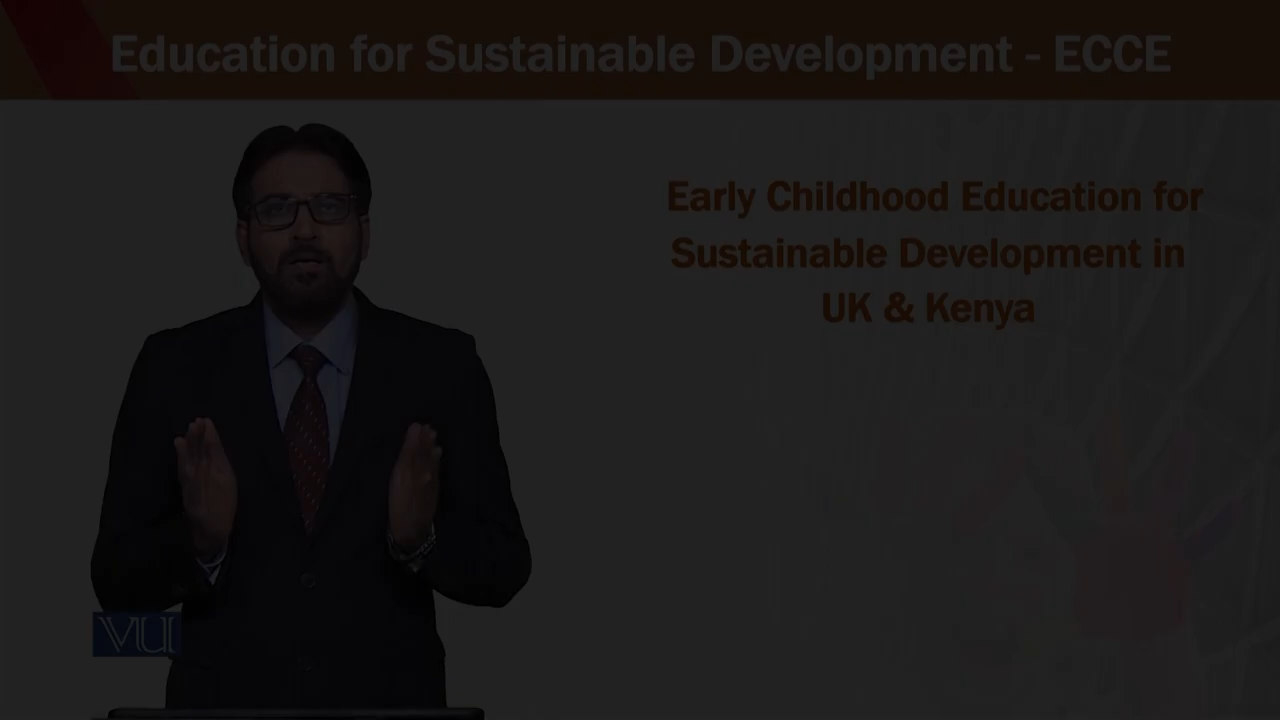 Education for Sustainable Development - ECCE
Early Childhood Education for
Sustainable Development in
UK & Kenya
VU